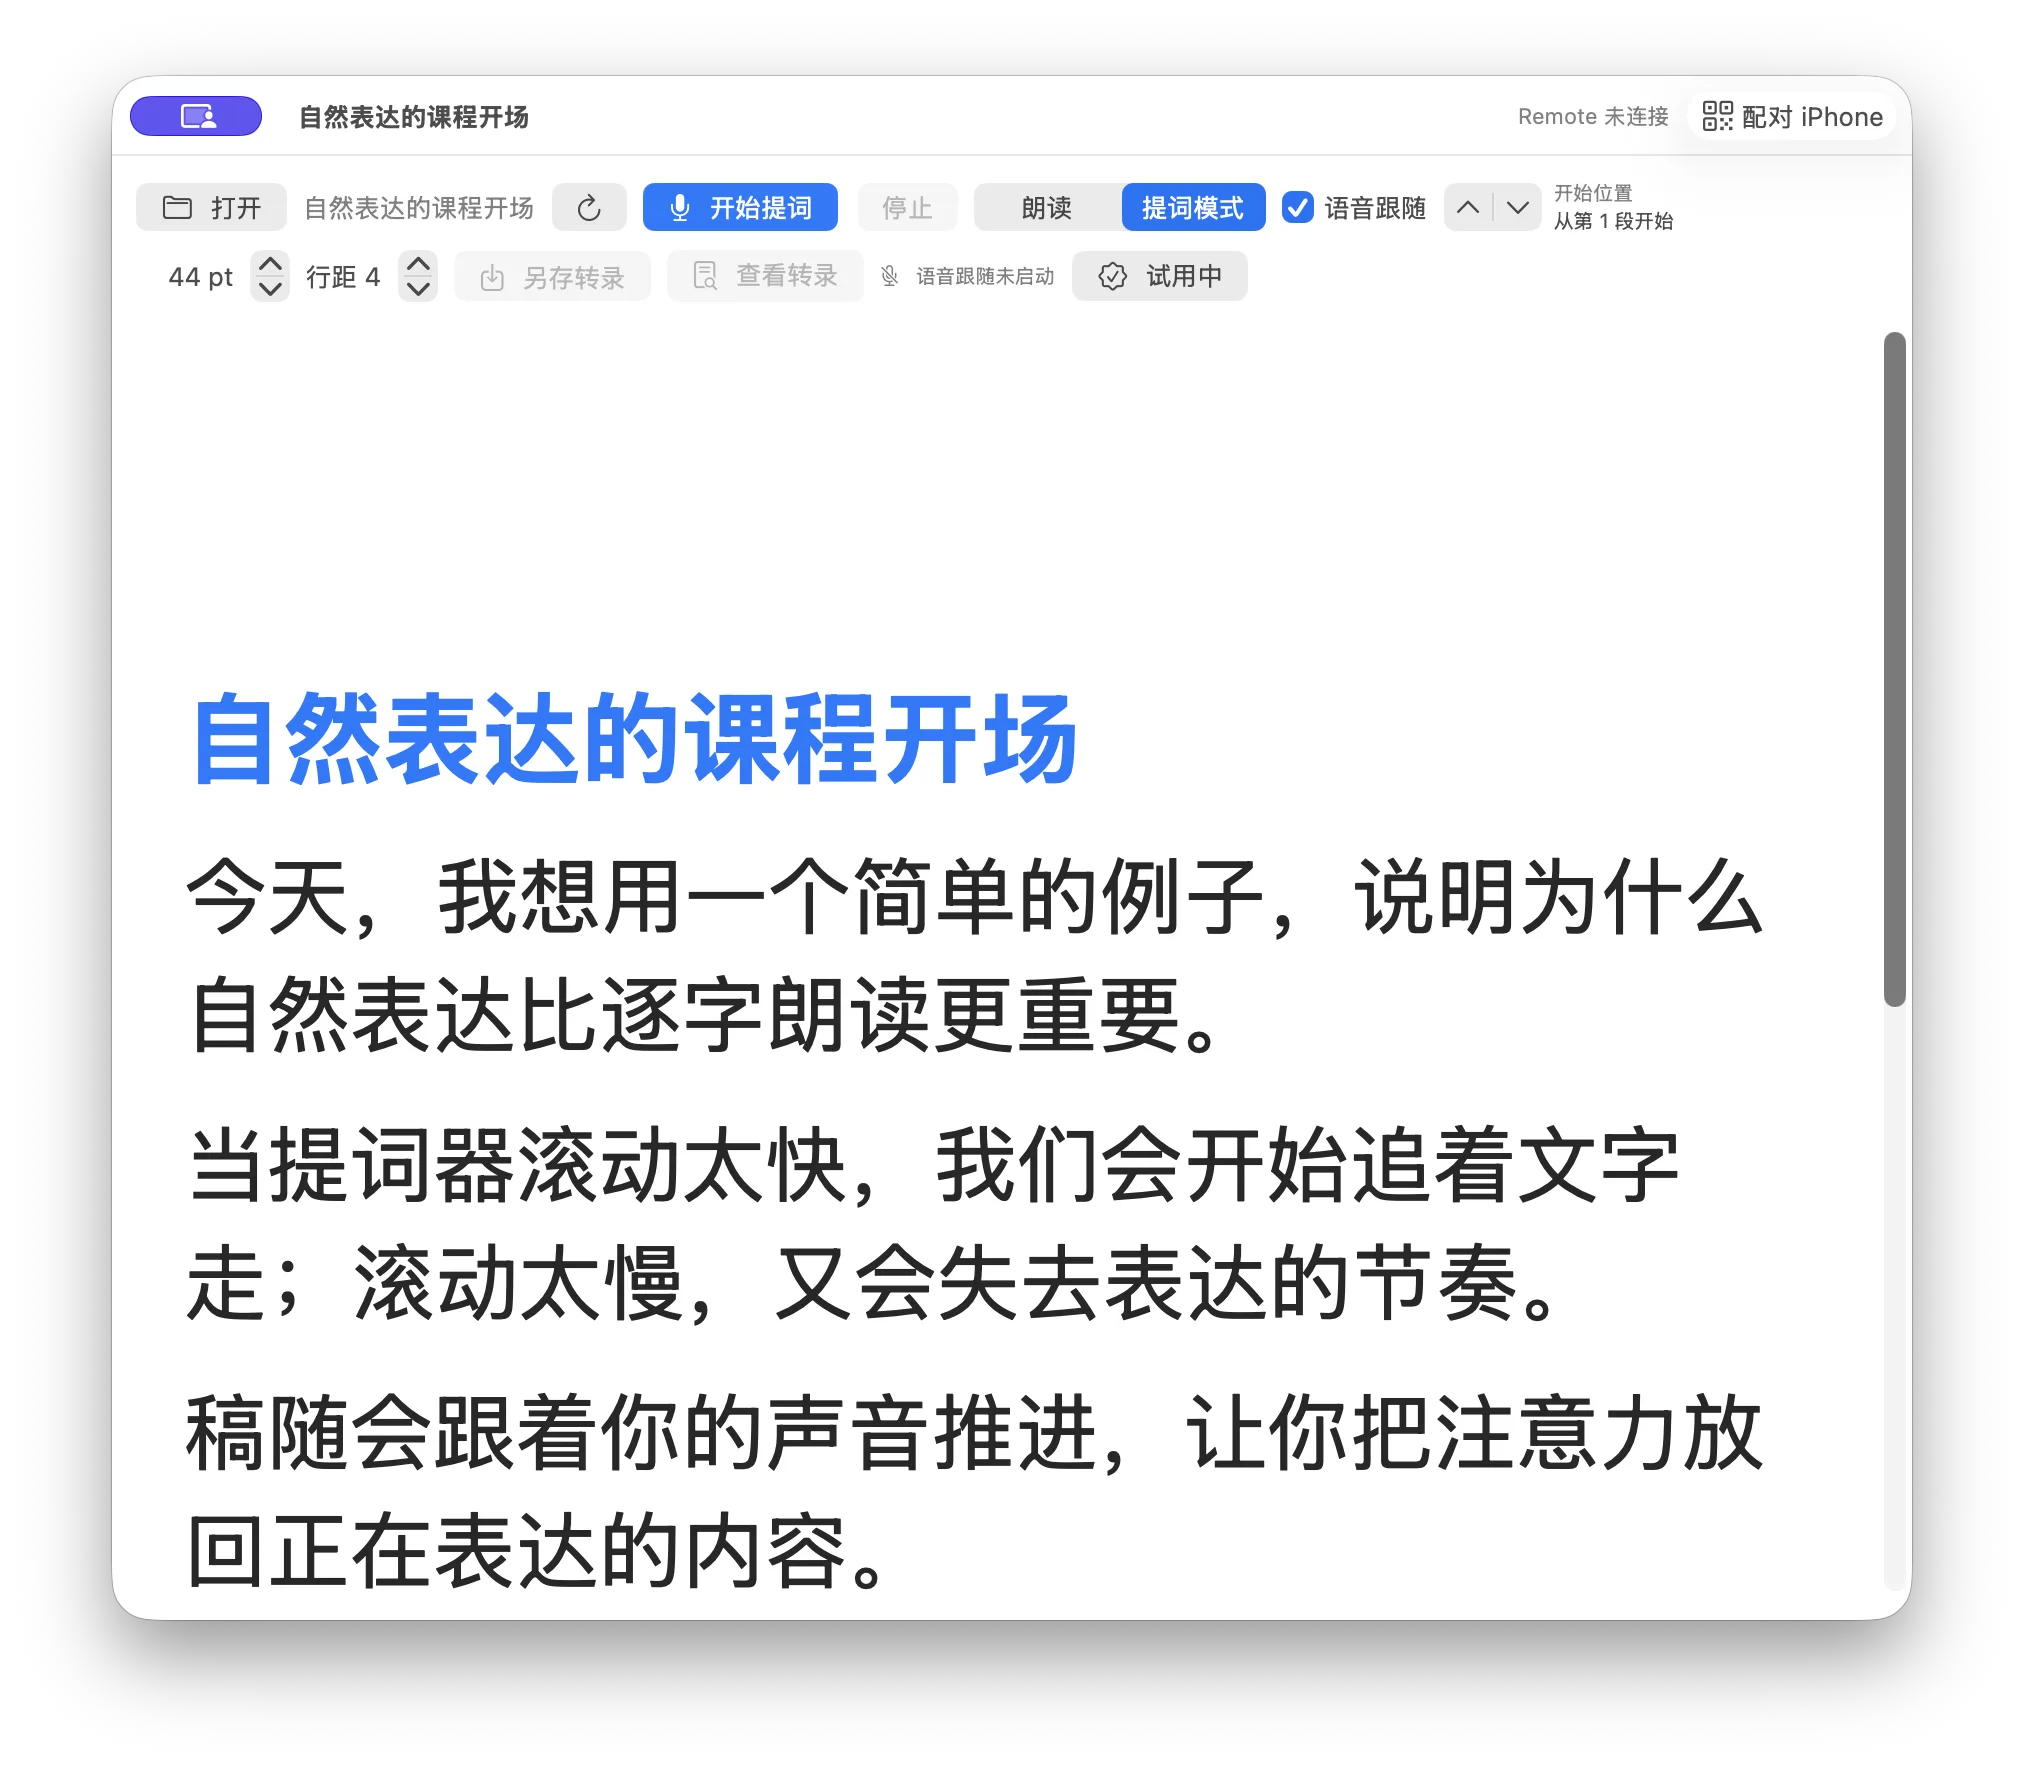 自然表达的课程开场
Remote 未连接
配对 iPhone
打开
自然表达的课程开场
开始提词
停止
朗读
提词模式
语音跟随
开始位置
从第 1 段开始
44 pt
行距 4
另存转录
查看转录
语音跟随未启动
试用中
自然表达的课程开场
今天，我想用一个简单的例子，说明为什么
自然表达比逐字朗读更重要。
当提词器滚动太快，我们会开始追着文字
走；滚动太慢，又会失去表达的节奏。
稿随会跟着你的声音推进，让你把注意力放
回正在表达的内容。